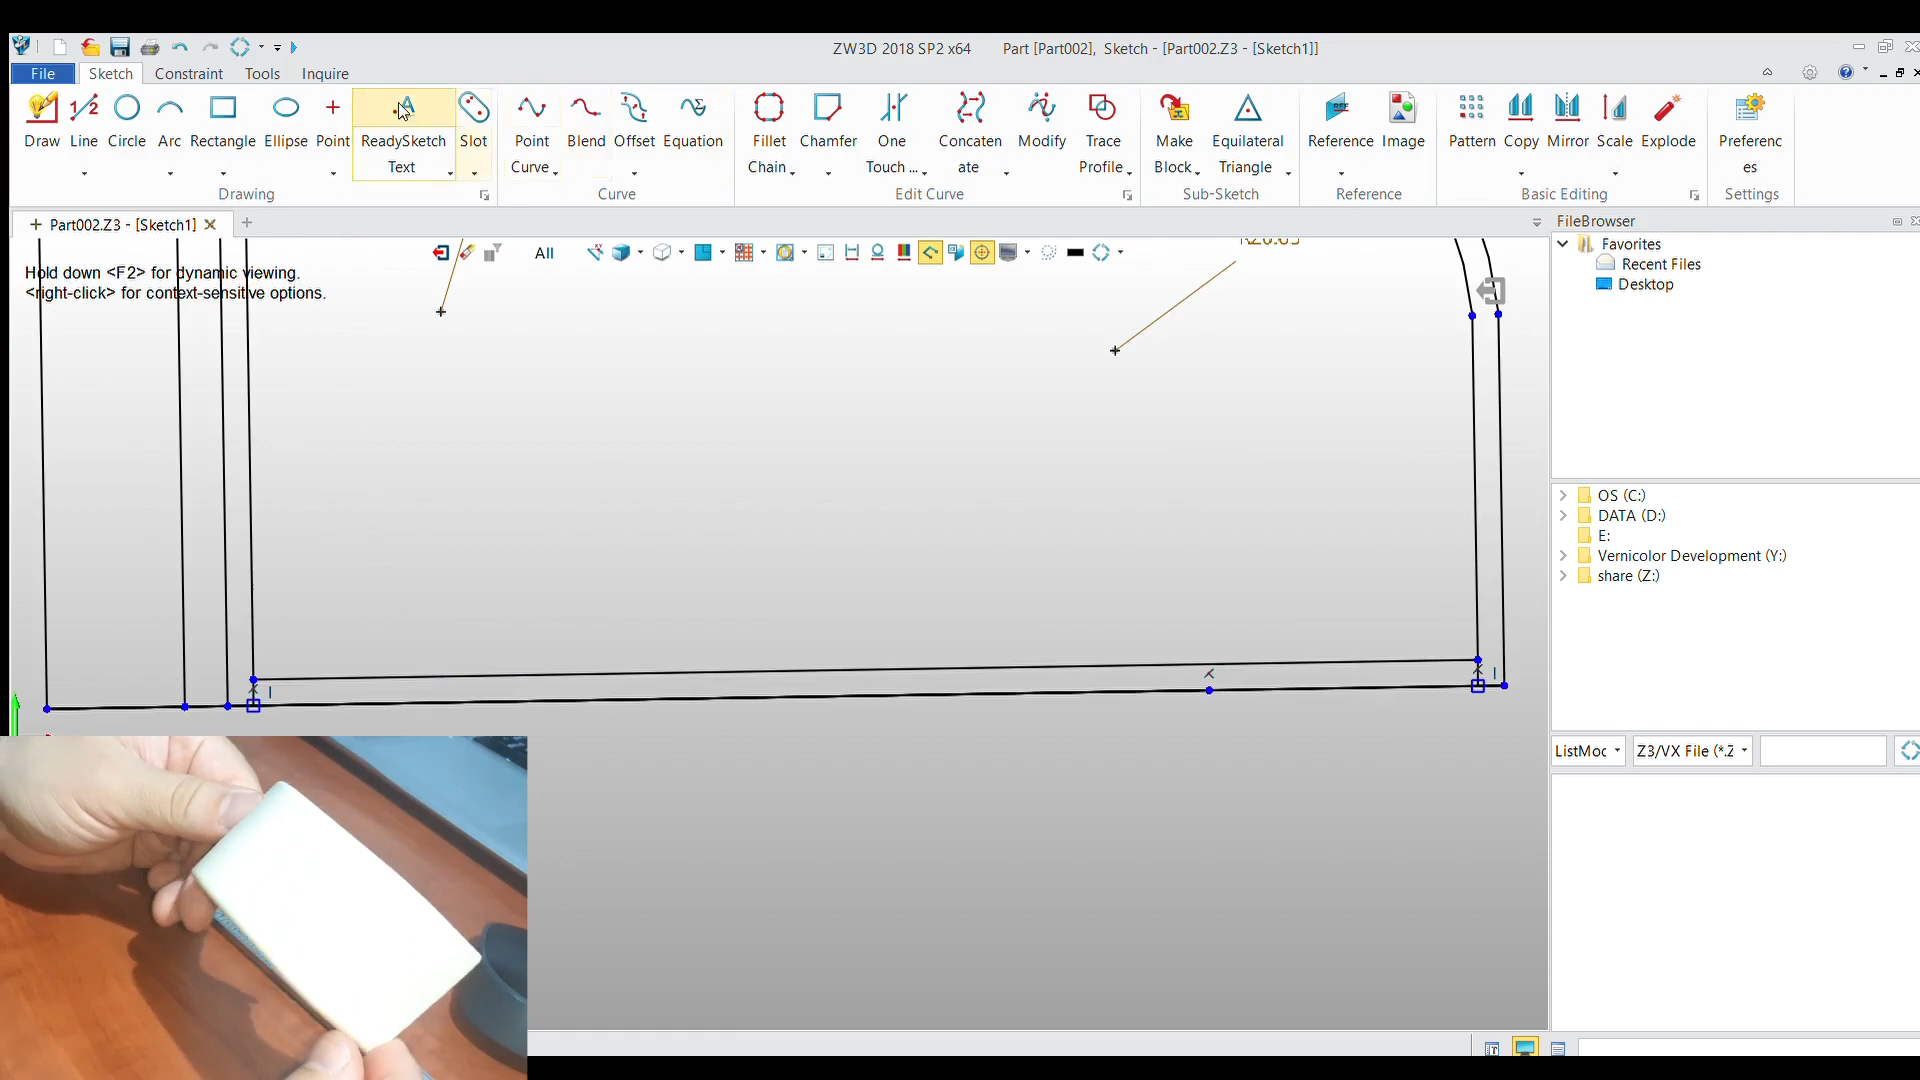 ZW3D 2018 SP2 x64 Part [Part002], Sketch - [Part002.Z3 - [Sketch1]]
File Sketch Constraint Tools Inquire
Draw Line Circle Arc Rectangle Ellipse Point ReadySketch Text Slot
Drawing
Point Curve Blend Offset Equation
Curve
Fillet Chain Chamfer One Touch ... Concaten ate Modify Trace Profile
Edit Curve
Make Block Equilateral Triangle
Sub-Sketch
Reference Image
Reference
Pattern Copy Mirror Scale Explode
Basic Editing
Preferenc es
Settings
Part002.Z3 - [Sketch1]
All
Hold down <F2> for dynamic viewing.
<right-click> for context-sensitive options.
FileBrowser
Favorites
Recent Files
Desktop
OS (C:)
DATA (D:)
E:
Vernicolor Development (Y:)
share (Z:)
ListMoc Z3/VX File (*.Z